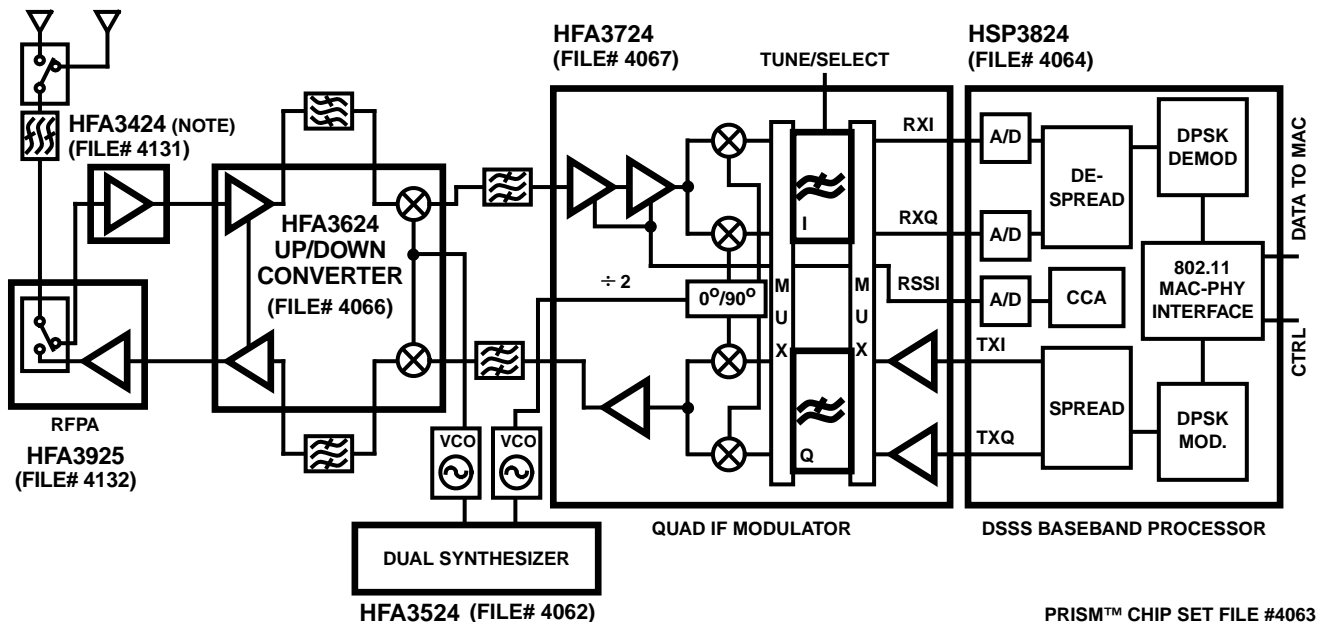 HFA3424 (NOTE)
(FILE# 4131)
HFA3624
UP/DOWN
CONVERTER
(FILE# 4066)
RFPA
HFA3925
(FILE# 4132)
VCO
VCO
DUAL SYNTHESIZER
HFA3524 (FILE# 4062)
HFA3724
(FILE# 4067)
TUNE/SELECT
I
÷ 2
0º/90º
M
U
X
M
U
X
Q
QUAD IF MODULATOR
RXI
RXQ
RSSI
TXI
TXQ
HSP3824
(FILE# 4064)
A/D
A/D
A/D
DE-
SPREAD
CCA
DPSK
DEMOD
802.11
MAC-PHY
INTERFACE
SPREAD
DPSK
MOD.
DATA TO MAC
CTRL
DSSS BASEBAND PROCESSOR
PRISM™ CHIP SET FILE #4063